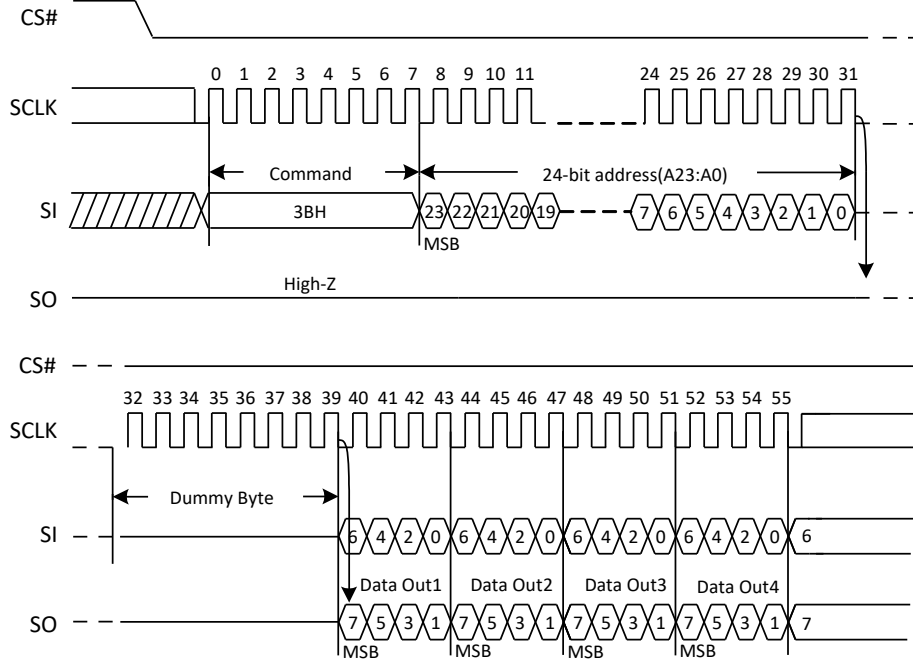 CS#
0 1 2 3 4 5 6 7 8 9 10 11 24 25 26 27 28 29 30 31
SCLK
Command 24-bit address(A23:A0)
SI 3BH 23 22 21 20 19 7 6 5 4 3 2 1 0
MSB
High-Z
SO
CS#
32 33 34 35 36 37 38 39 40 41 42 43 44 45 46 47 48 49 50 51 52 53 54 55
SCLK
Dummy Byte
SI 6 4 2 0 6 4 2 0 6 4 2 0 6 4 2 0 6
Data Out1 Data Out2 Data Out3 Data Out4
SO 7 5 3 1 7 5 3 1 7 5 3 1 7 5 3 1 7
MSB MSB MSB MSB